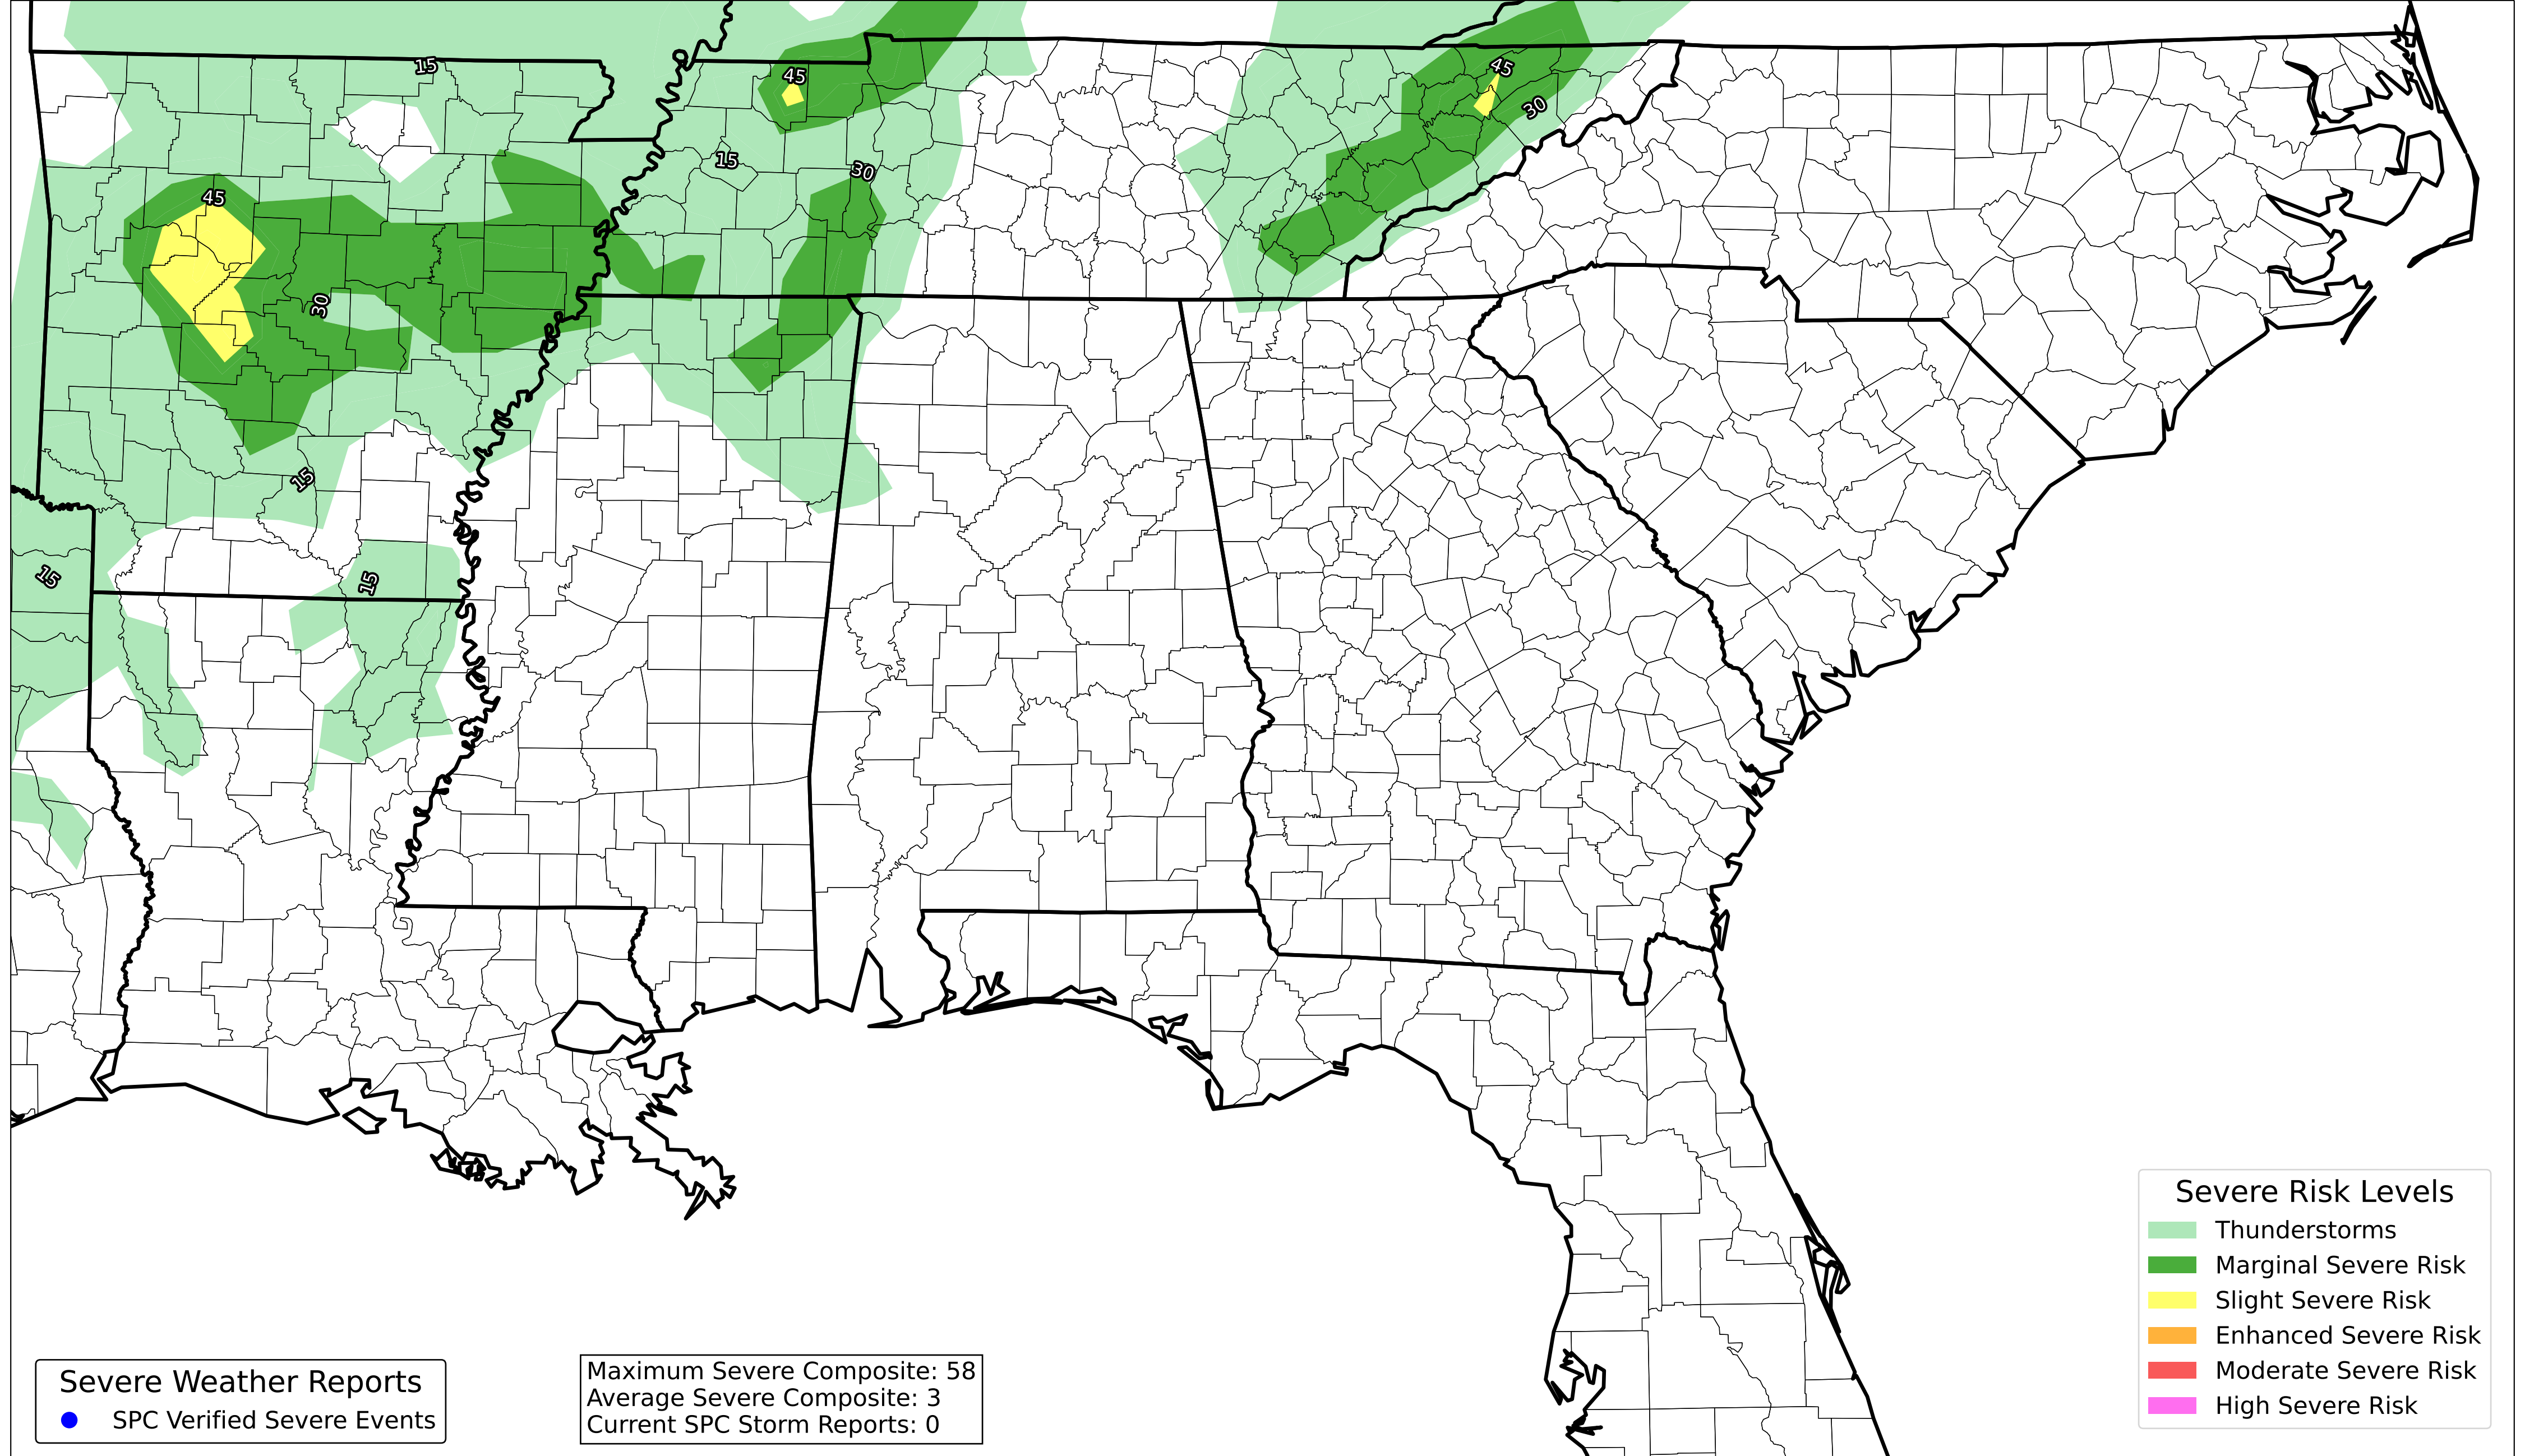 15
45
45
30
15
30
45
30
15
15
15
Severe Risk Levels
Thunderstorms
Marginal Severe Risk
Slight Severe Risk
Enhanced Severe Risk
Moderate Severe Risk
High Severe Risk
Severe Weather Reports
SPC Verified Severe Events
Maximum Severe Composite: 58
Average Severe Composite: 3
Current SPC Storm Reports: 0